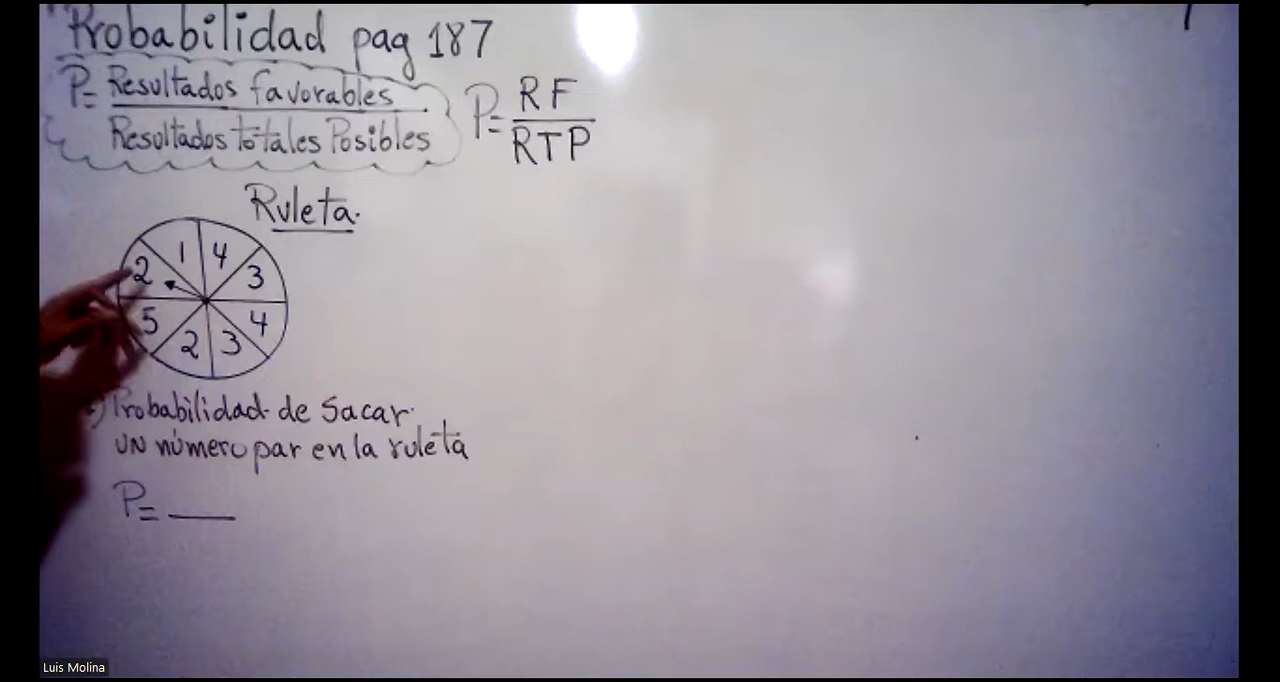 Probabilidad pag 187
P= Resultados favorables
Resultados totales Posibles
P= RF
RTP
Ruleta.
1 4
2 3
5 4
2 3
) Probabilidad de Sacar
UN número par en la ruleta
P= __
Luis Molina